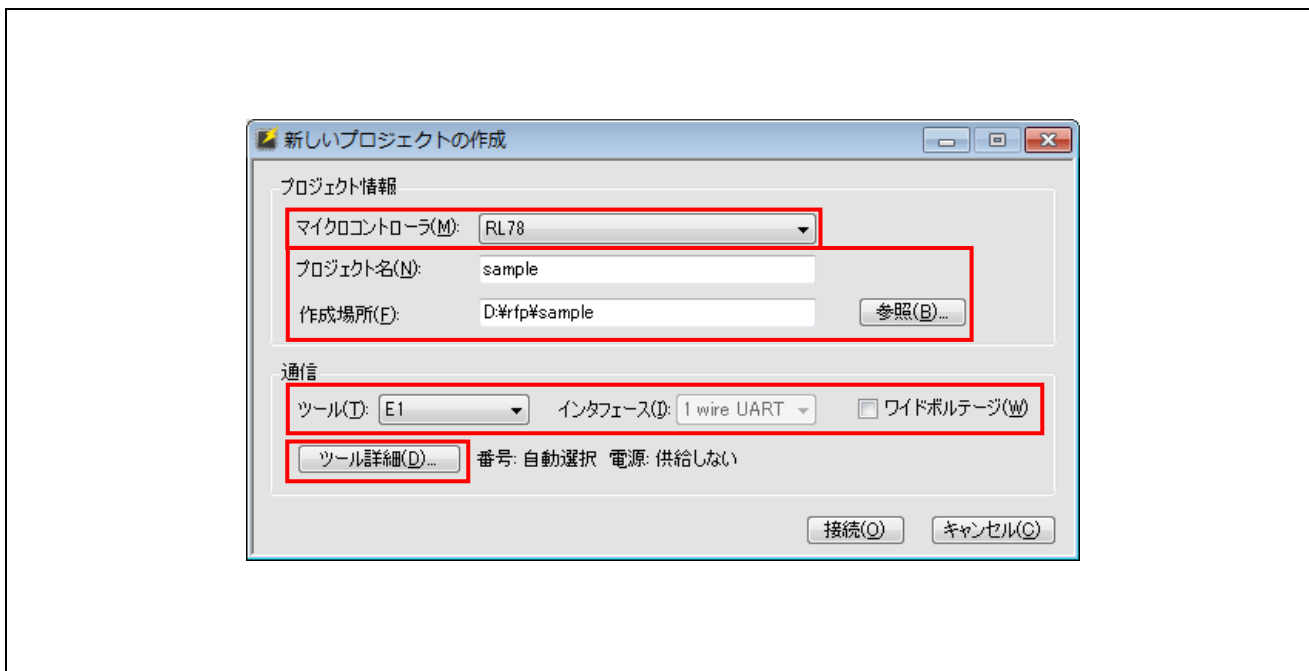 新しいプロジェクトの作成
プロジェクト情報
マイクロコントローラ(M): RL78
プロジェクト名(N): sample
作成場所(F): D:¥rfp¥sample 参照(B)...
通信
ツール(T): E1 インタフェース(I): 1 wire UART ワイドボルテージ(W)
ツール詳細(D)... 番号: 自動選択 電源: 供給しない
接続(O) キャンセル(C)